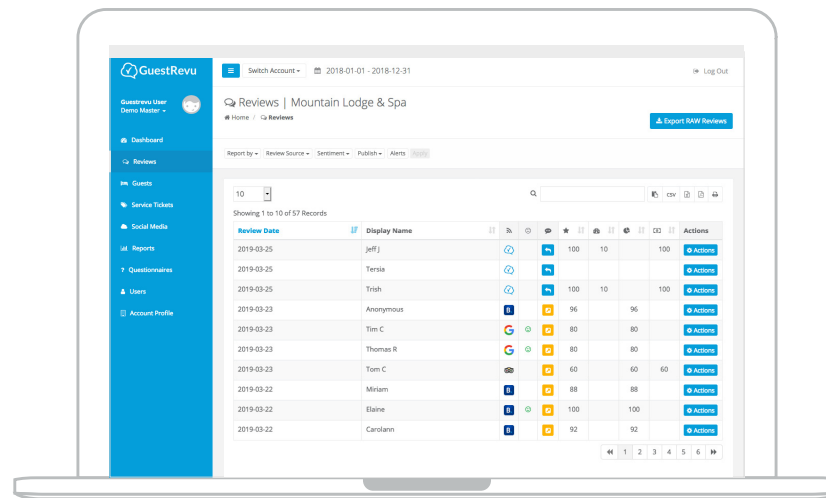 GuestRevu
Switch Account
2018-01-01 - 2018-12-31
Log Out
Guestrevu User
Demo Master
Reviews | Mountain Lodge & Spa
Home / Reviews
Export RAW Reviews
Dashboard
Reviews
Guests
Service Tickets
Social Media
Reports
Questionnaires
Users
Account Profile
Report by Review Source Sentiment Publish Alerts Apply
10
csv
Showing 1 to 10 of 57 Records
Review Date Display Name Actions
2019-03-25 Jeff J 100 10 100 Actions
2019-03-25 Tersia Actions
2019-03-25 Trish 100 10 100 Actions
2019-03-23 Anonymous B. 96 96 Actions
2019-03-23 Tim C G 80 80 Actions
2019-03-23 Thomas R G 80 80 Actions
2019-03-23 Tom C 60 60 60 Actions
2019-03-22 Miriam B. 88 88 Actions
2019-03-22 Elaine B. 100 100 Actions
2019-03-22 Carolann B. 92 92 Actions
1 2 3 4 5 6